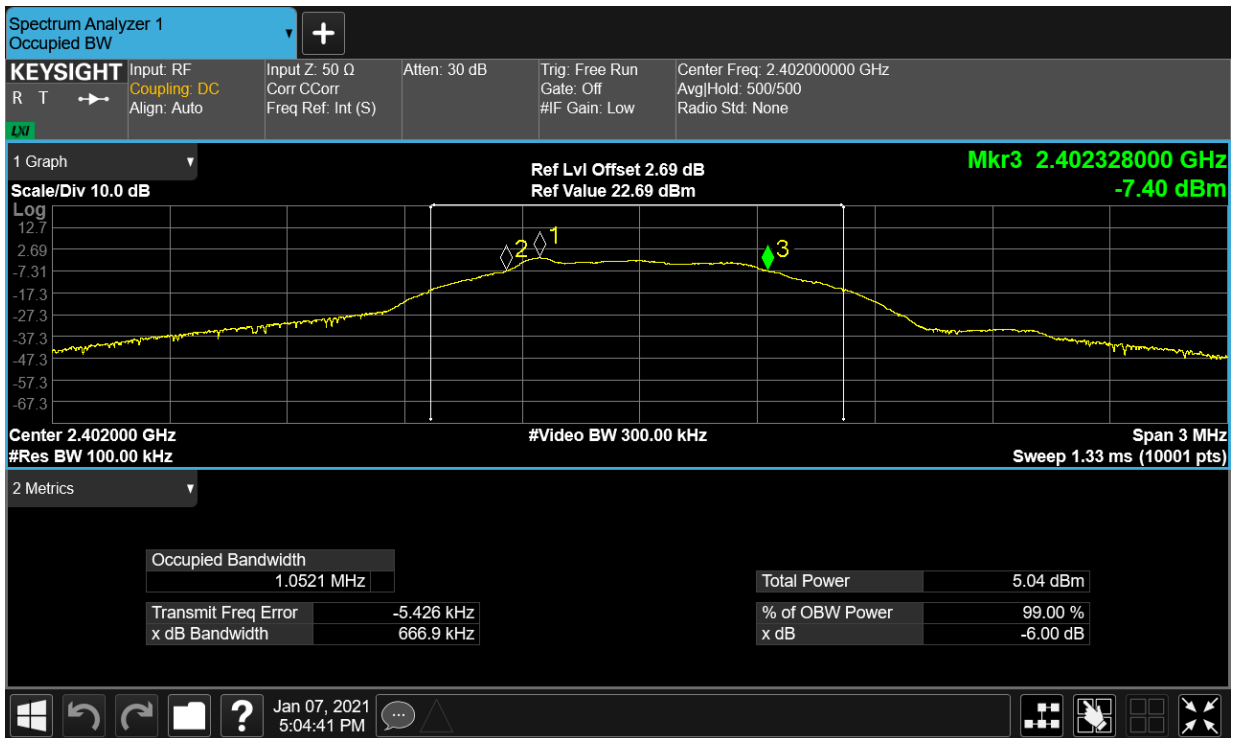 Spectrum Analyzer 1
Occupied BW
▼
+
KEYSIGHT
R T
LXI
Input: RF
Coupling: DC
Align: Auto
Input Z: 50 Ω
Corr CCorr
Freq Ref: Int (S)
Atten: 30 dB
Trig: Free Run
Gate: Off
#IF Gain: Low
Center Freq: 2.402000000 GHz
Avg|Hold: 500/500
Radio Std: None
1 Graph ▼
Scale/Div 10.0 dB
Ref Lvl Offset 2.69 dB
Ref Value 22.69 dBm
Mkr3 2.402328000 GHz
-7.40 dBm
Log
12.7
2.69
-7.31
-17.3
-27.3
-37.3
-47.3
-57.3
-67.3
2
1
3
Center 2.402000 GHz
#Video BW 300.00 kHz
Span 3 MHz
#Res BW 100.00 kHz
Sweep 1.33 ms (10001 pts)
2 Metrics ▼
Occupied Bandwidth
1.0521 MHz
Total Power 5.04 dBm
Transmit Freq Error -5.426 kHz
% of OBW Power 99.00 %
x dB Bandwidth 666.9 kHz
x dB -6.00 dB
?
Jan 07, 2021
5:04:41 PM